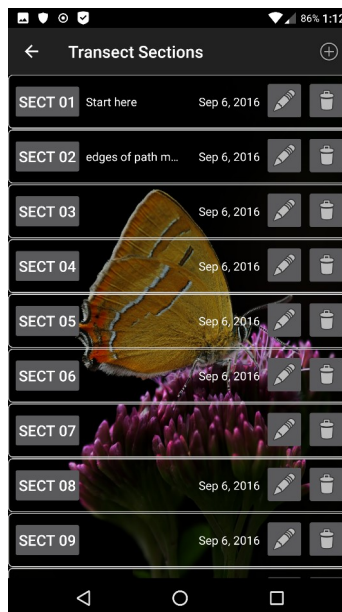 86% 1:12
Transect Sections
SECT 01 Start here Sep 6, 2016
SECT 02 edges of path m... Sep 6, 2016
SECT 03 Sep 6, 2016
SECT 04 Sep 6, 2016
SECT 05 Sep 6, 2016
SECT 06 Sep 6, 2016
SECT 07 Sep 6, 2016
SECT 08 Sep 6, 2016
SECT 09 Sep 6, 2016